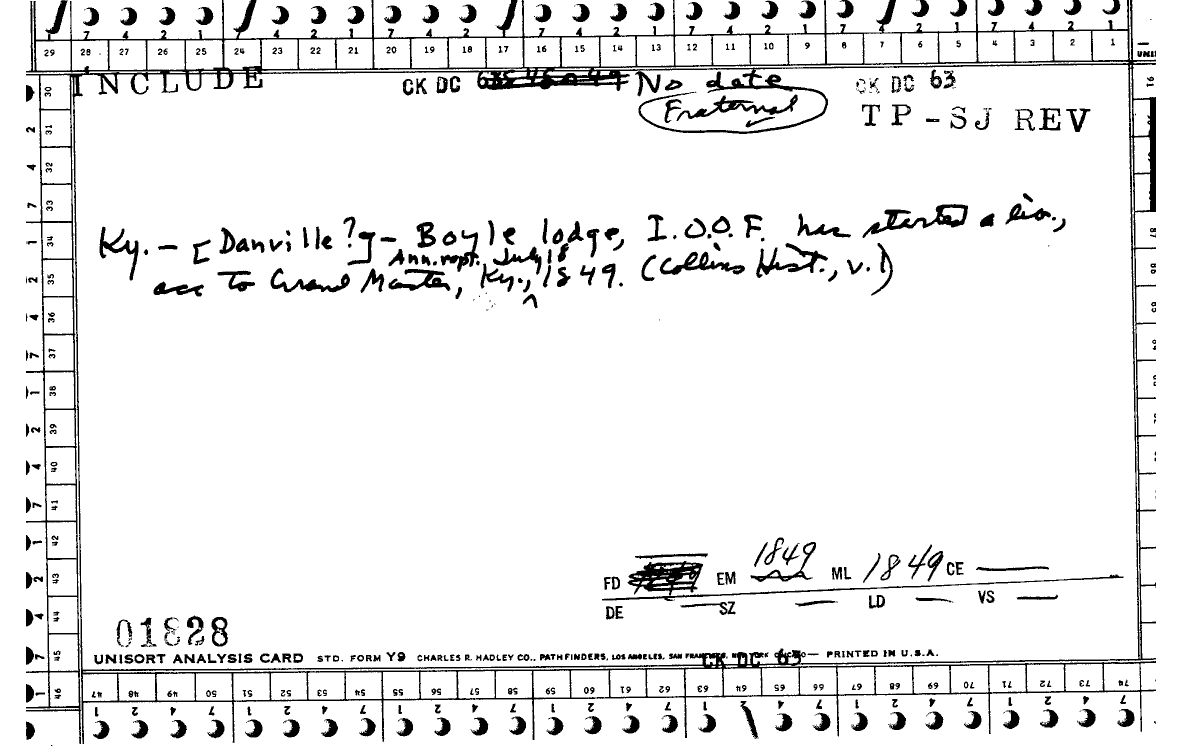 7 4 2 1 7 4 2 1 7 4 2 1 7 4 2 1 7 4 2 1 7 4 2 1
29 28 27 26 25 24 23 22 21 20 19 18 17 16 15 14 13 12 11 10 9 8 7 6 5 4 3 2 1
INCLUDE CK DC No date CK DC 63
Fraternal TP-SJ REV
Ky. - [Danville?] - Boyle lodge, I.O.O.F. has started a lib.,
Ann. rept. July 18
acc to Grand Master, Ky., ^ 1849. (Collins Hist., v.1)
1849
FD EM ML 1849 CE
DE SZ LD VS
01828
UNISORT ANALYSIS CARD STD. FORM Y9 CHARLES R. HADLEY CO., PATHFINDERS, LOS ANGELES, SAN FRANCISCO, NEW YORK CHICAGO — PRINTED IN U.S.A.
CK DC 63
47 48 49 50 51 52 53 54 55 56 57 58 59 60 61 62 63 64 65 66 67 68 69 70 71 72 73 74
1 2 4 7 1 2 4 7 1 2 4 7 1 2 4 7 1 2 4 7 1 2 4 7 1 2 4 7
30 31 32 33 34 35 36 37 38 39 40 41 42 43 44 45 46